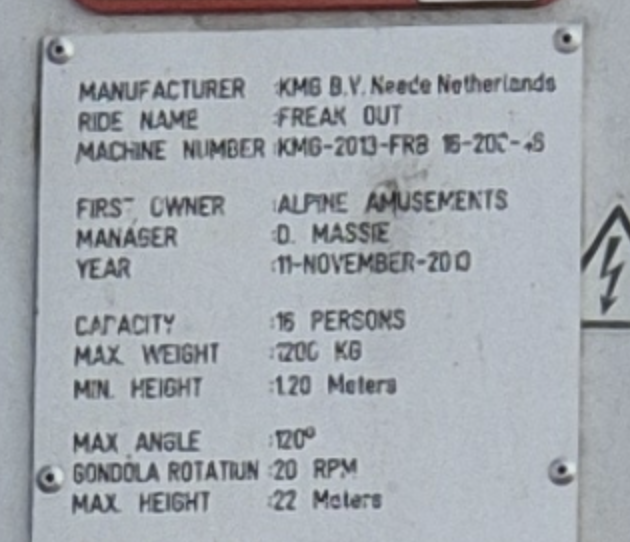 MANUFACTURER :KMG B.V. Neede Netherlands
RIDE NAME :FREAK OUT
MACHINE NUMBER
FIRST OWNER :ALPINE AMUSEMENTS
MANAGER :D. MASSIE
YEAR
CAPACITY :16 PERSONS
MAX. WEIGHT KG
MIN. HEIGHT :1.20 Meters
MAX. ANGLE :120°
GONDOLA ROTATION :20 RPM
MAX. HEIGHT :22 Meters